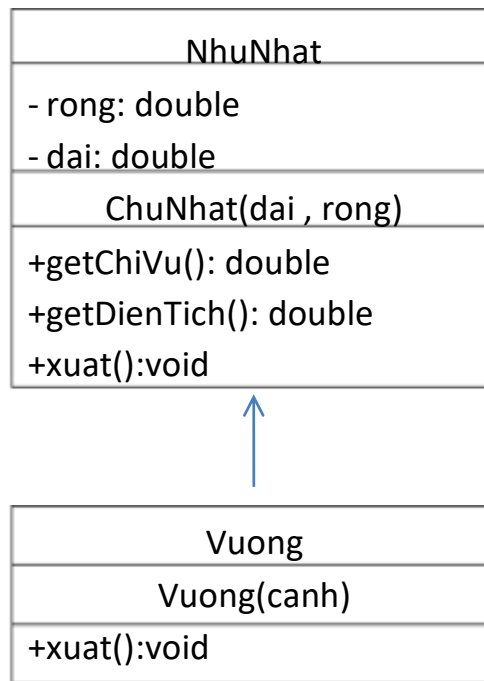 NhuNhat
- rong: double
- dai: double
ChuNhat(dai , rong)
+getChiVu(): double
+getDienTich(): double
+xuat():void
Vuong
Vuong(canh)
+xuat():void